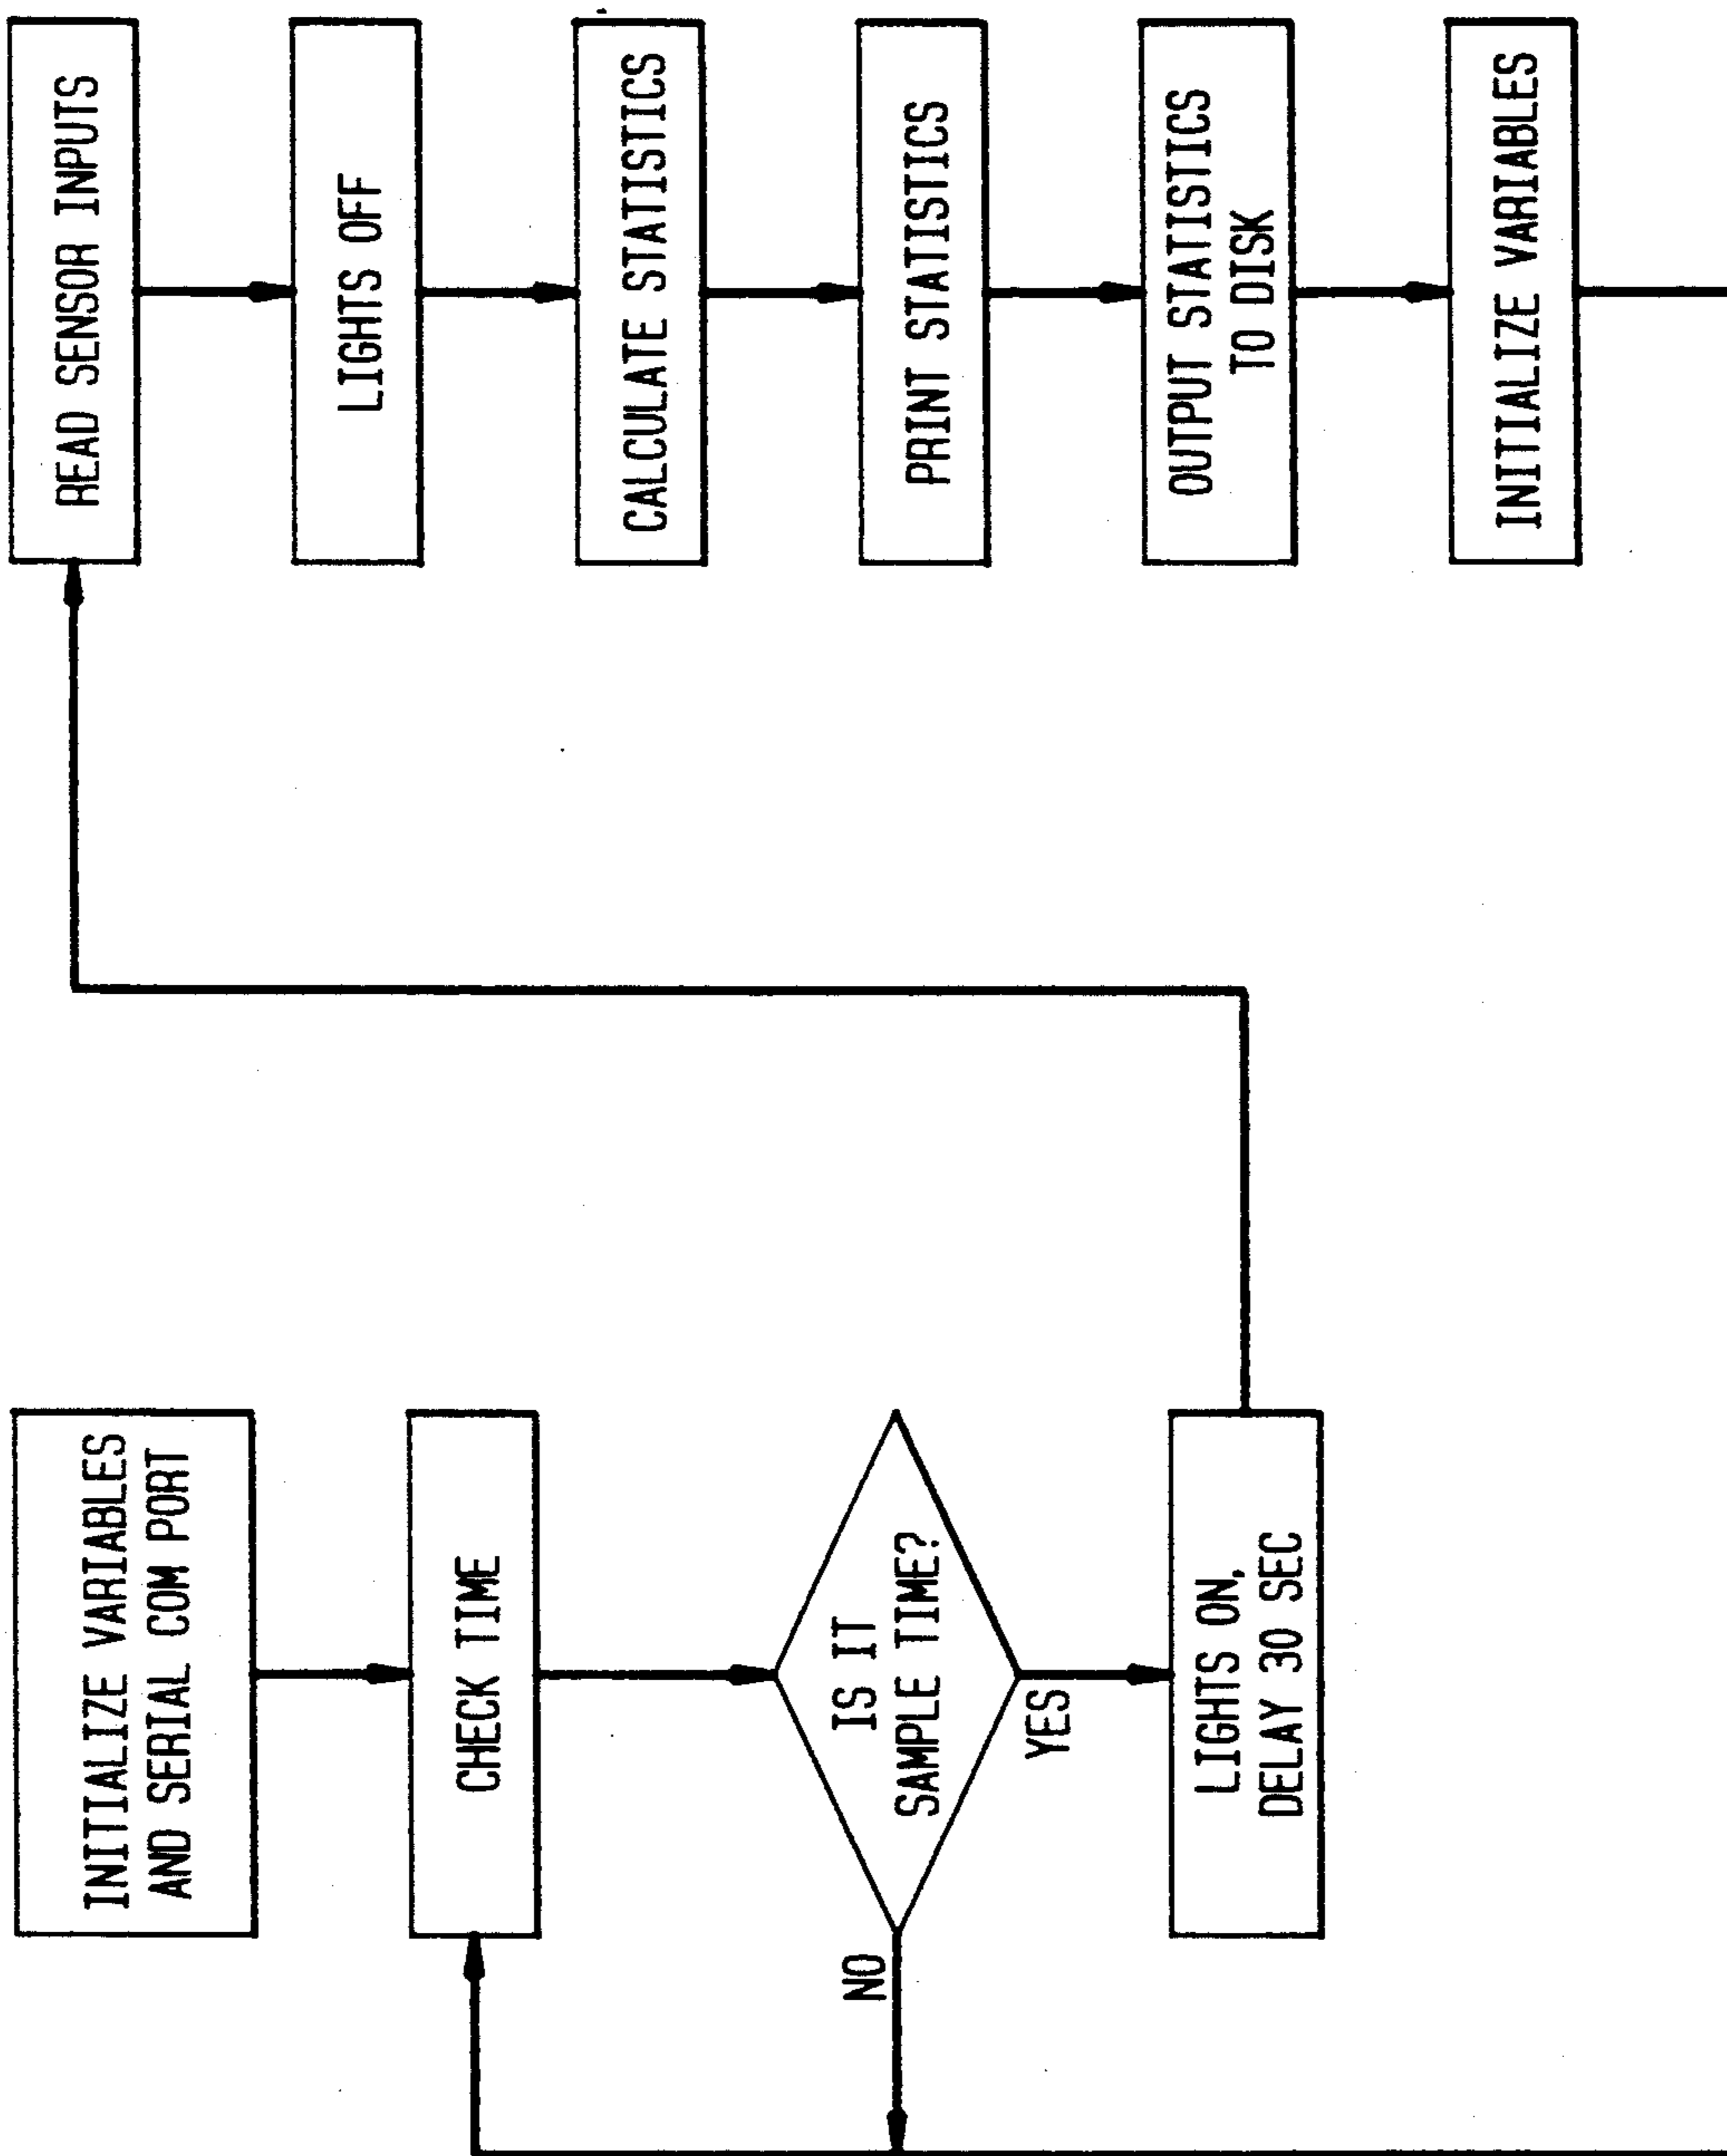 INITIALIZE VARIABLES
AND SERIAL COM PORT
CHECK TIME
IS IT
SAMPLE TIME?
NO
YES
LIGHTS ON,
DELAY 30 SEC
READ SENSOR INPUTS
LIGHTS OFF
CALCULATE STATISTICS
PRINT STATISTICS
OUTPUT STATISTICS
TO DISK
INITIALIZE VARIABLES